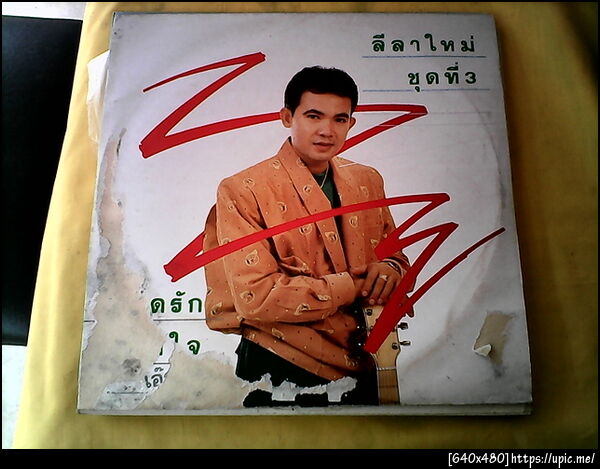 ลีลาใหม่
ชุดที่ 3
ดรัก
ใจ
[640x480]https://upic.me/